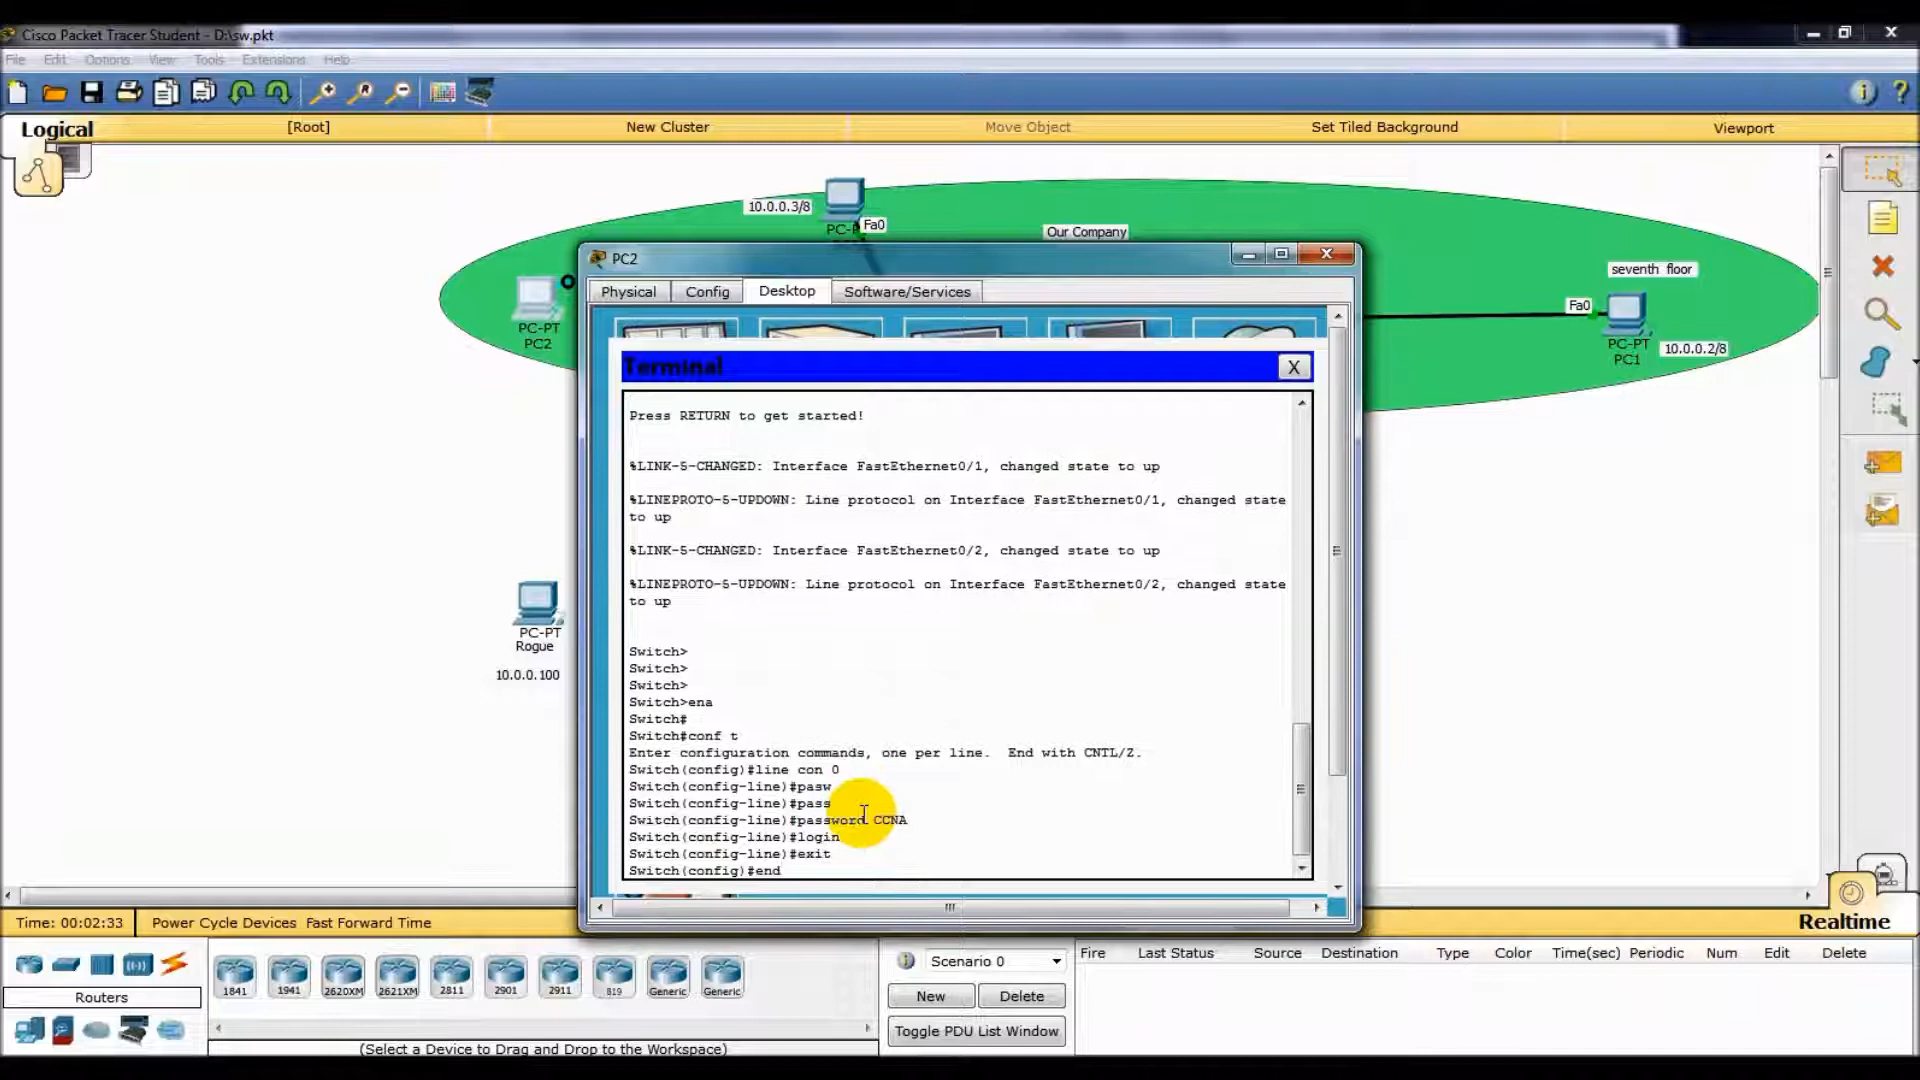 Cisco Packet Tracer Student - D:\sw.pkt
File Edit Options View Tools Extensions Help
Logical
[Root]
New Cluster
Move Object
Set Tiled Background
Viewport
10.0.0.3/8
Fa0
Our Company
seventh floor
Fa0
PC-PT
PC1
10.0.0.2/8
PC-PT
PC2
PC-PT
Rogue
10.0.0.100
PC2
Physical Config Desktop Software/Services
Terminal
X
Press RETURN to get started!
%LINK-5-CHANGED: Interface FastEthernet0/1, changed state to up
%LINEPROTO-5-UPDOWN: Line protocol on Interface FastEthernet0/1, changed state
to up
%LINK-5-CHANGED: Interface FastEthernet0/2, changed state to up
%LINEPROTO-5-UPDOWN: Line protocol on Interface FastEthernet0/2, changed state
to up
Switch>
Switch>
Switch>
Switch>ena
Switch#
Switch#conf t
Enter configuration commands, one per line.  End with CNTL/Z.
Switch(config)#line con 0
Switch(config-line)#pasw
Switch(config-line)#pass
Switch(config-line)#password CCNA
Switch(config-line)#login
Switch(config-line)#exit
Switch(config)#end
Time: 00:02:33
Power Cycle Devices Fast Forward Time
Realtime
Routers
1841 1941 2620XM 2621XM 2811 2901 2911 819 Generic Generic
(Select a Device to Drag and Drop to the Workspace)
Scenario 0
New Delete
Toggle PDU List Window
Fire Last Status Source Destination Type Color Time(sec) Periodic Num Edit Delete